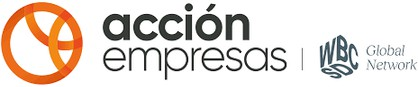 acción
empresas
WBCSD
Global
Network